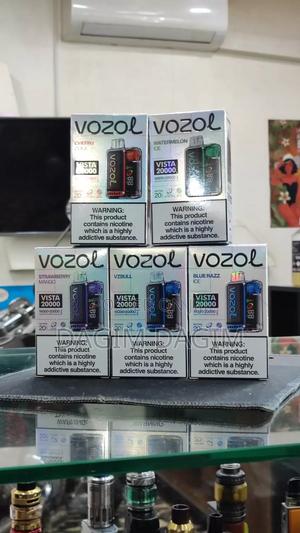 VOZOL
CHERRY
COLA
VISTA
20000
20
WARNING:
This product
contains nicotine
which is a highly
addictive substance.
VOZOL
WATERMELON
ICE
VISTA
20000
20
WARNING:
This product
contains nicotine
which is a highly
addictive substance.
VOZOL
STRAWBERRY
MANGO
VISTA
20000
WARNING:
This product
contains nicotine
which is a highly
addictive substance.
VOZOL
VZBULL
VISTA
20000
WARNING:
This product
contains nicotine
which is a highly
addictive substance.
VOZOL
BLUE RAZZ
ICE
VISTA
20000
WARNING:
This product
contains nicotine
which is a highly
addictive substance.